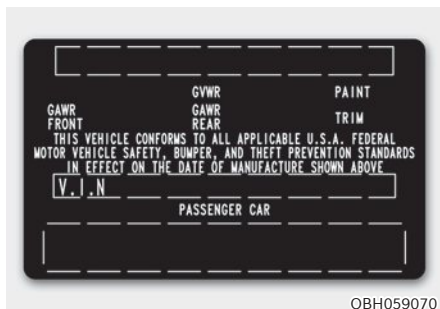 GVWR PAINT
GAWR FRONT GAWR REAR TRIM
THIS VEHICLE CONFORMS TO ALL APPLICABLE U.S.A. FEDERAL
MOTOR VEHICLE SAFETY, BUMPER, AND THEFT PREVENTION STANDARDS
IN EFFECT ON THE DATE OF MANUFACTURE SHOWN ABOVE
V.I.N
PASSENGER CAR
OBH059070